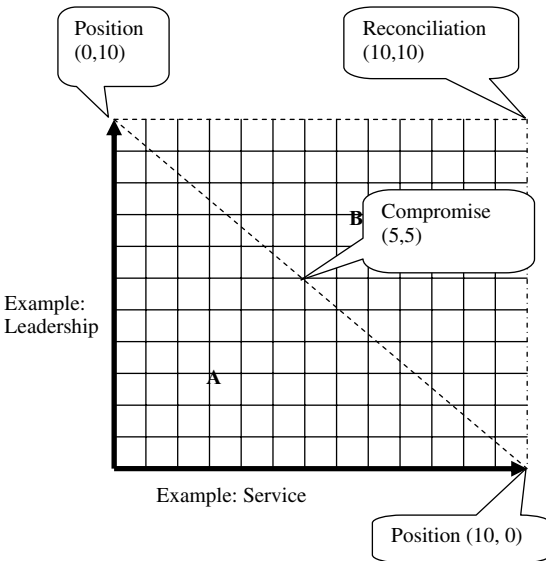 Position
(0,10)
Reconciliation
(10,10)
B
Compromise
(5,5)
Example:
Leadership
A
Example: Service
Position (10, 0)